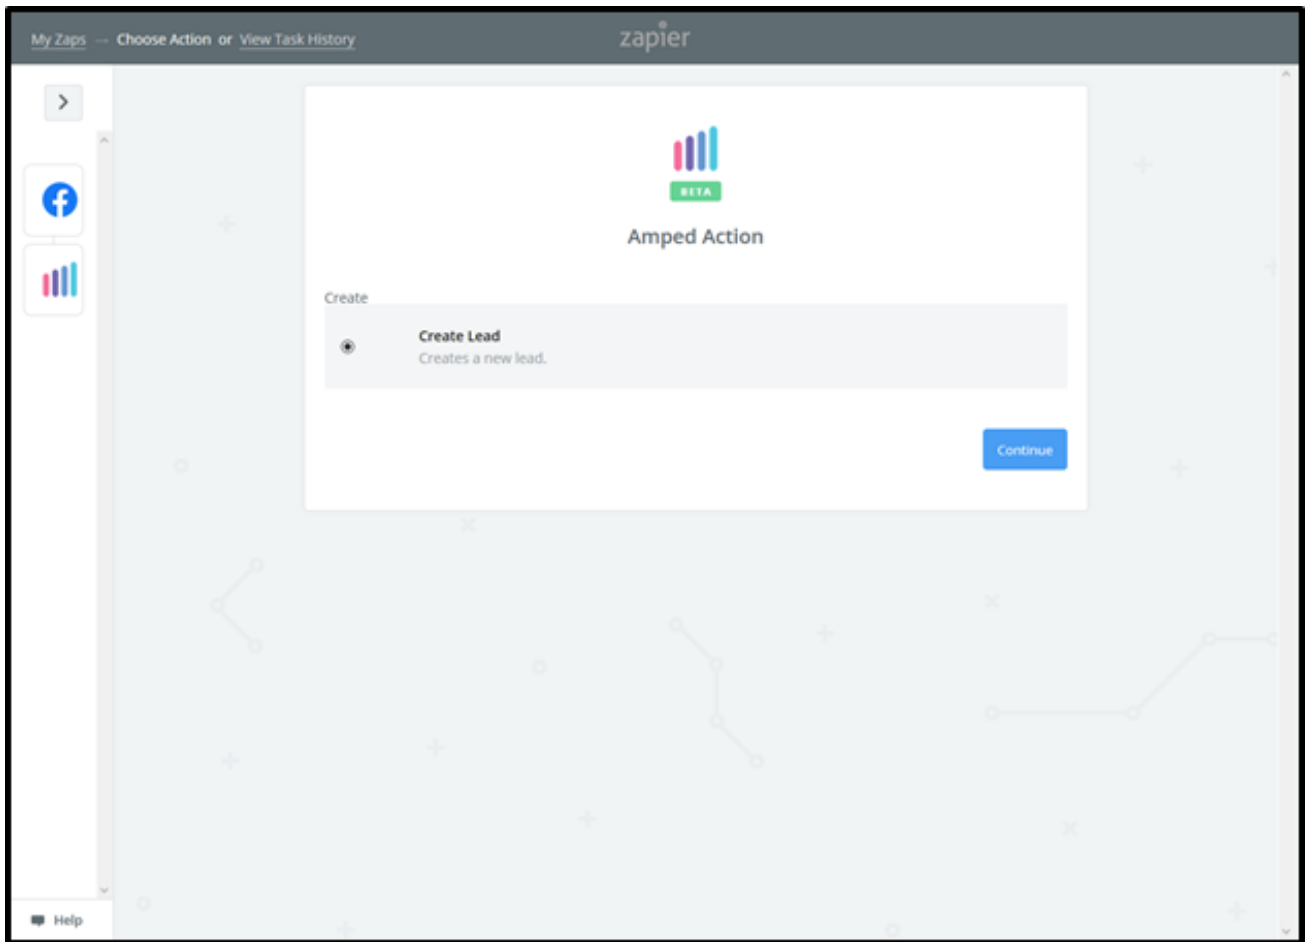 My Zaps → Choose Action or View Task History
zapier
BETA
Amped Action
Create
Create Lead
Creates a new lead.
Continue
Help